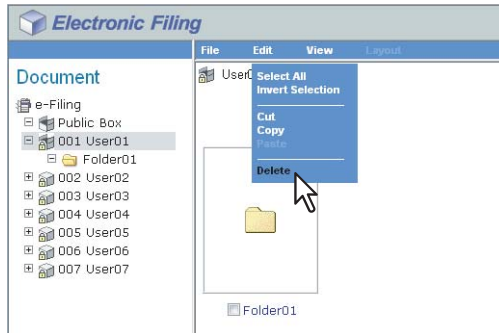 Electronic Filing
File Edit View Layout
Document
e-Filing
Public Box
001 User01
Folder01
002 User02
003 User03
004 User04
005 User05
006 User06
007 User07
Select All
Invert Selection
Cut
Copy
Paste
Delete
Folder01